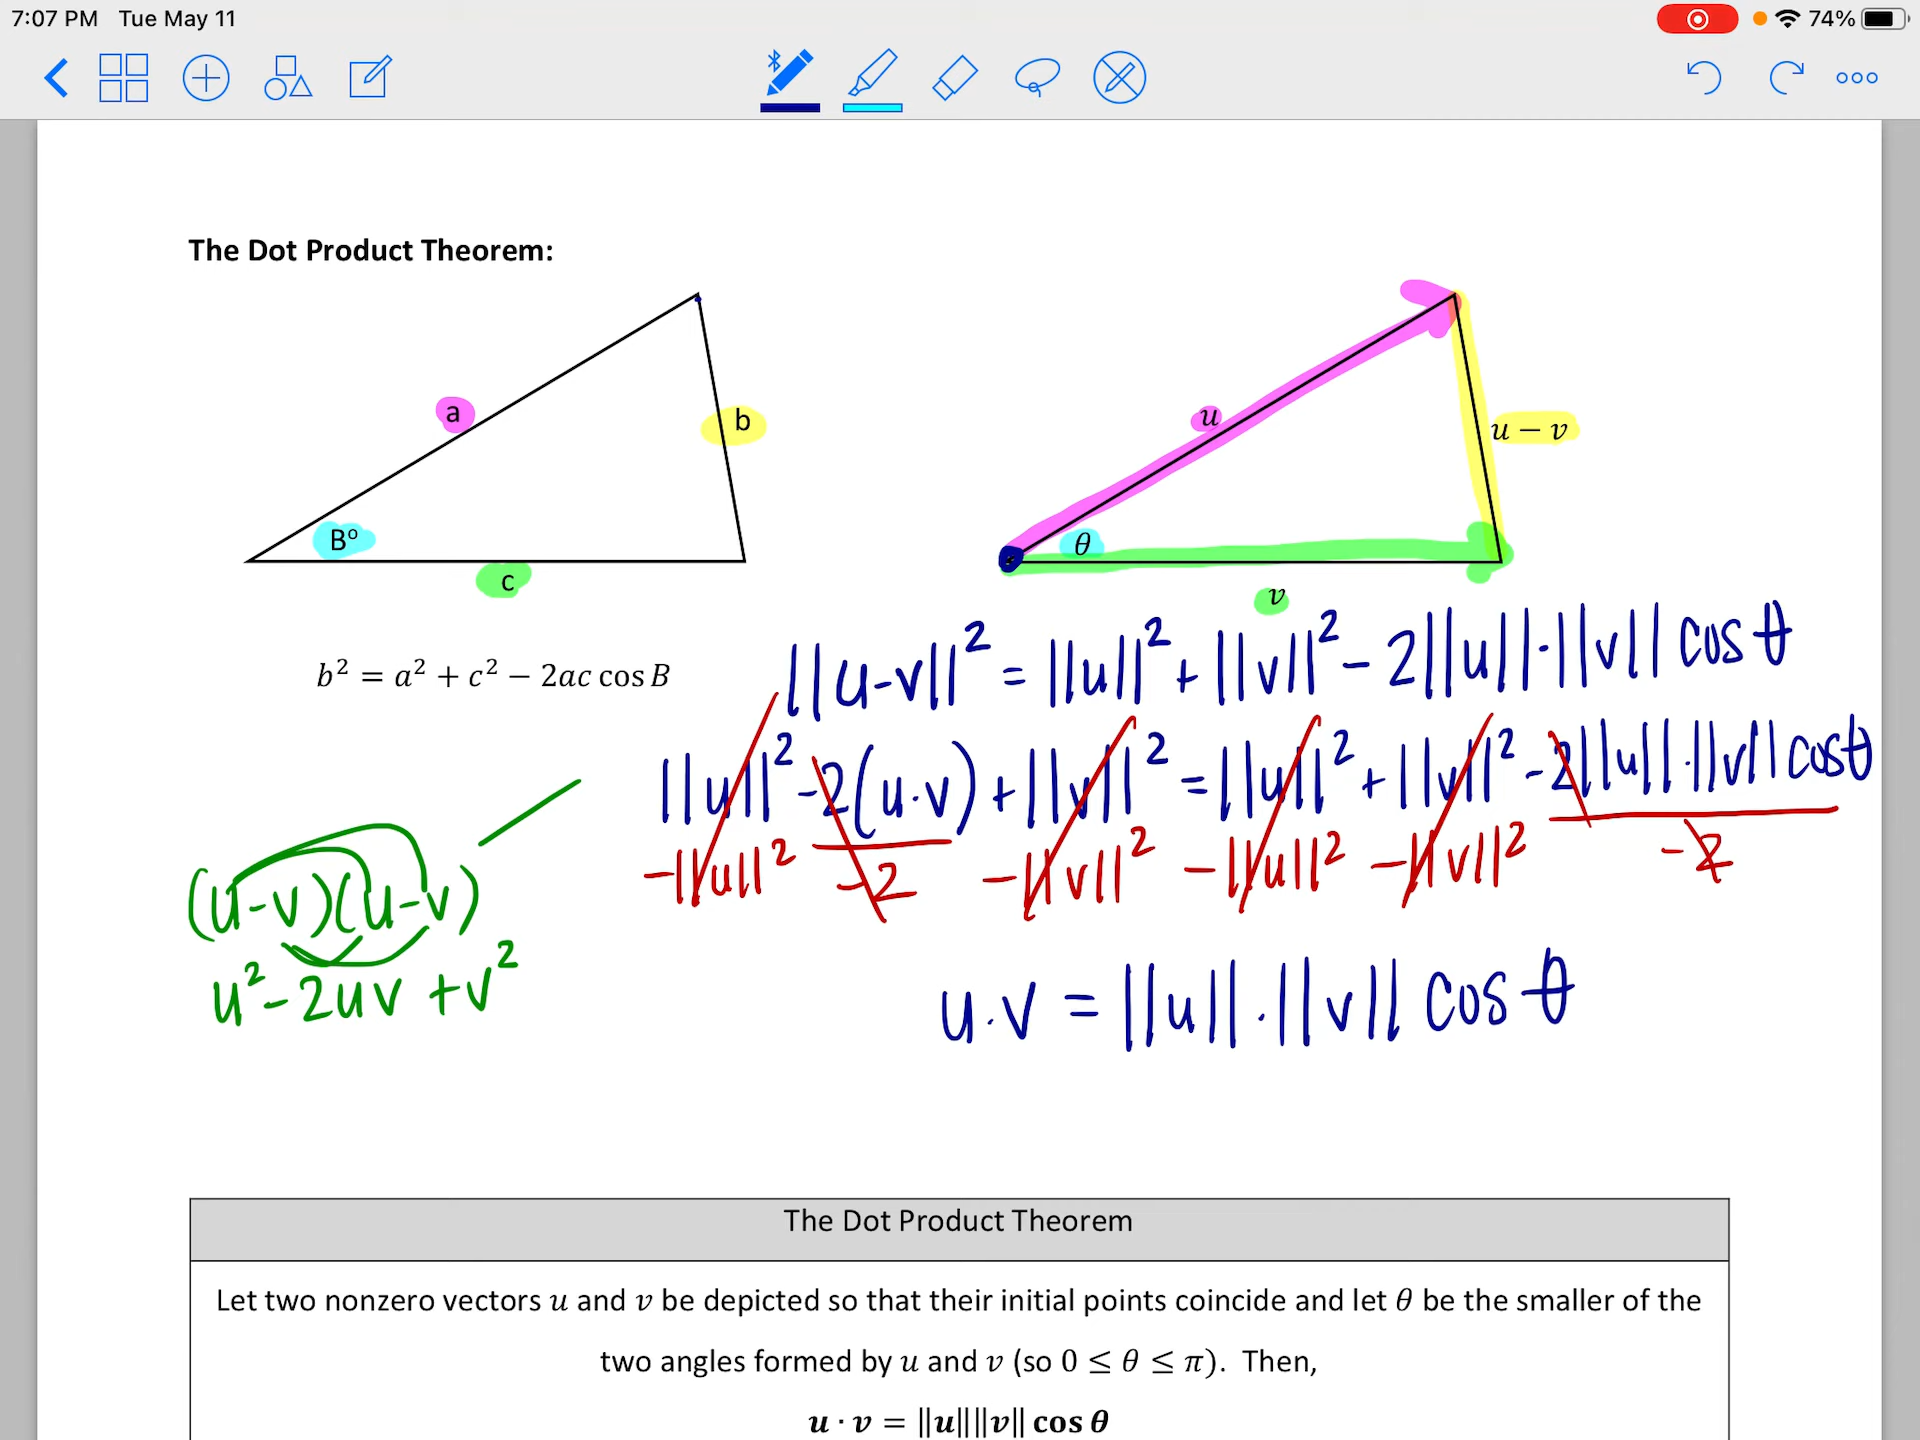 7:07 PM Tue May 11
74%
The Dot Product Theorem:
a
b
B°
c
u
u − v
θ
v
b² = a² + c² − 2ac cos B
||u-v||² = ||u||² + ||v||² - 2||u||·||v|| cos θ
||u||² -2(u·v) + ||v||² = ||u||² + ||v||² - 2||u||·||v|| cos θ
-||u||² -2 -||v||² -||u||² -||v||² -2
(u-v)(u-v)
u² - 2uv + v²
u·v = ||u||·||v|| cos θ
The Dot Product Theorem
Let two nonzero vectors u and v be depicted so that their initial points coincide and let θ be the smaller of the
two angles formed by u and v (so 0 ≤ θ ≤ π). Then,
u · v = ‖u‖‖v‖ cos θ